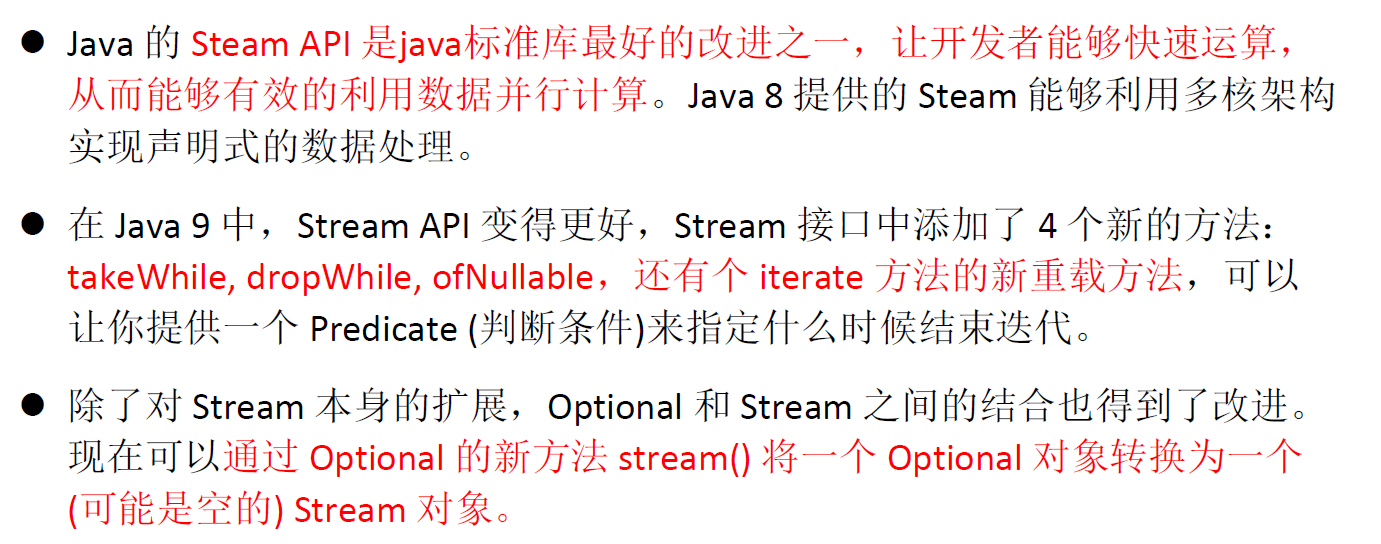 ● Java 的 Steam API 是java标准库最好的改进之一，让开发者能够快速运算，
从而能够有效的利用数据并行计算。Java 8 提供的 Steam 能够利用多核架构
实现声明式的数据处理。
● 在 Java 9 中，Stream API 变得更好，Stream 接口中添加了 4 个新的方法：
takeWhile, dropWhile, ofNullable，还有个 iterate 方法的新重载方法，可以
让你提供一个 Predicate (判断条件)来指定什么时候结束迭代。
● 除了对 Stream 本身的扩展，Optional 和 Stream 之间的结合也得到了改进。
现在可以通过 Optional 的新方法 stream() 将一个 Optional 对象转换为一个
(可能是空的) Stream 对象。